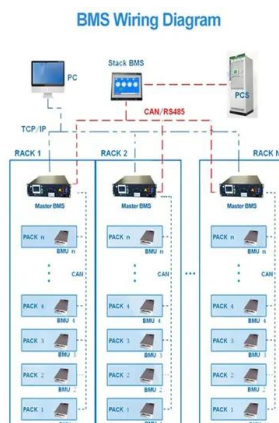 BMS Wiring Diagram
Stack BMS
PC
PCS
CAN/RS485
TCP/IP
RACK 1
RACK 2
RACK N
Master BMS
Master BMS
Master BMS
PACK n
PACK n
PACK n
BMU n
BMU n
BMU n
CAN
CAN
CAN
PACK 4
PACK 4
PACK 4
BMU 4
BMU 4
BMU 4
PACK 3
PACK 3
PACK 3
BMU 3
BMU 3
BMU 3
PACK 2
PACK 2
PACK 2
BMU 2
BMU 2
BMU 2
PACK 1
PACK 1
PACK 1